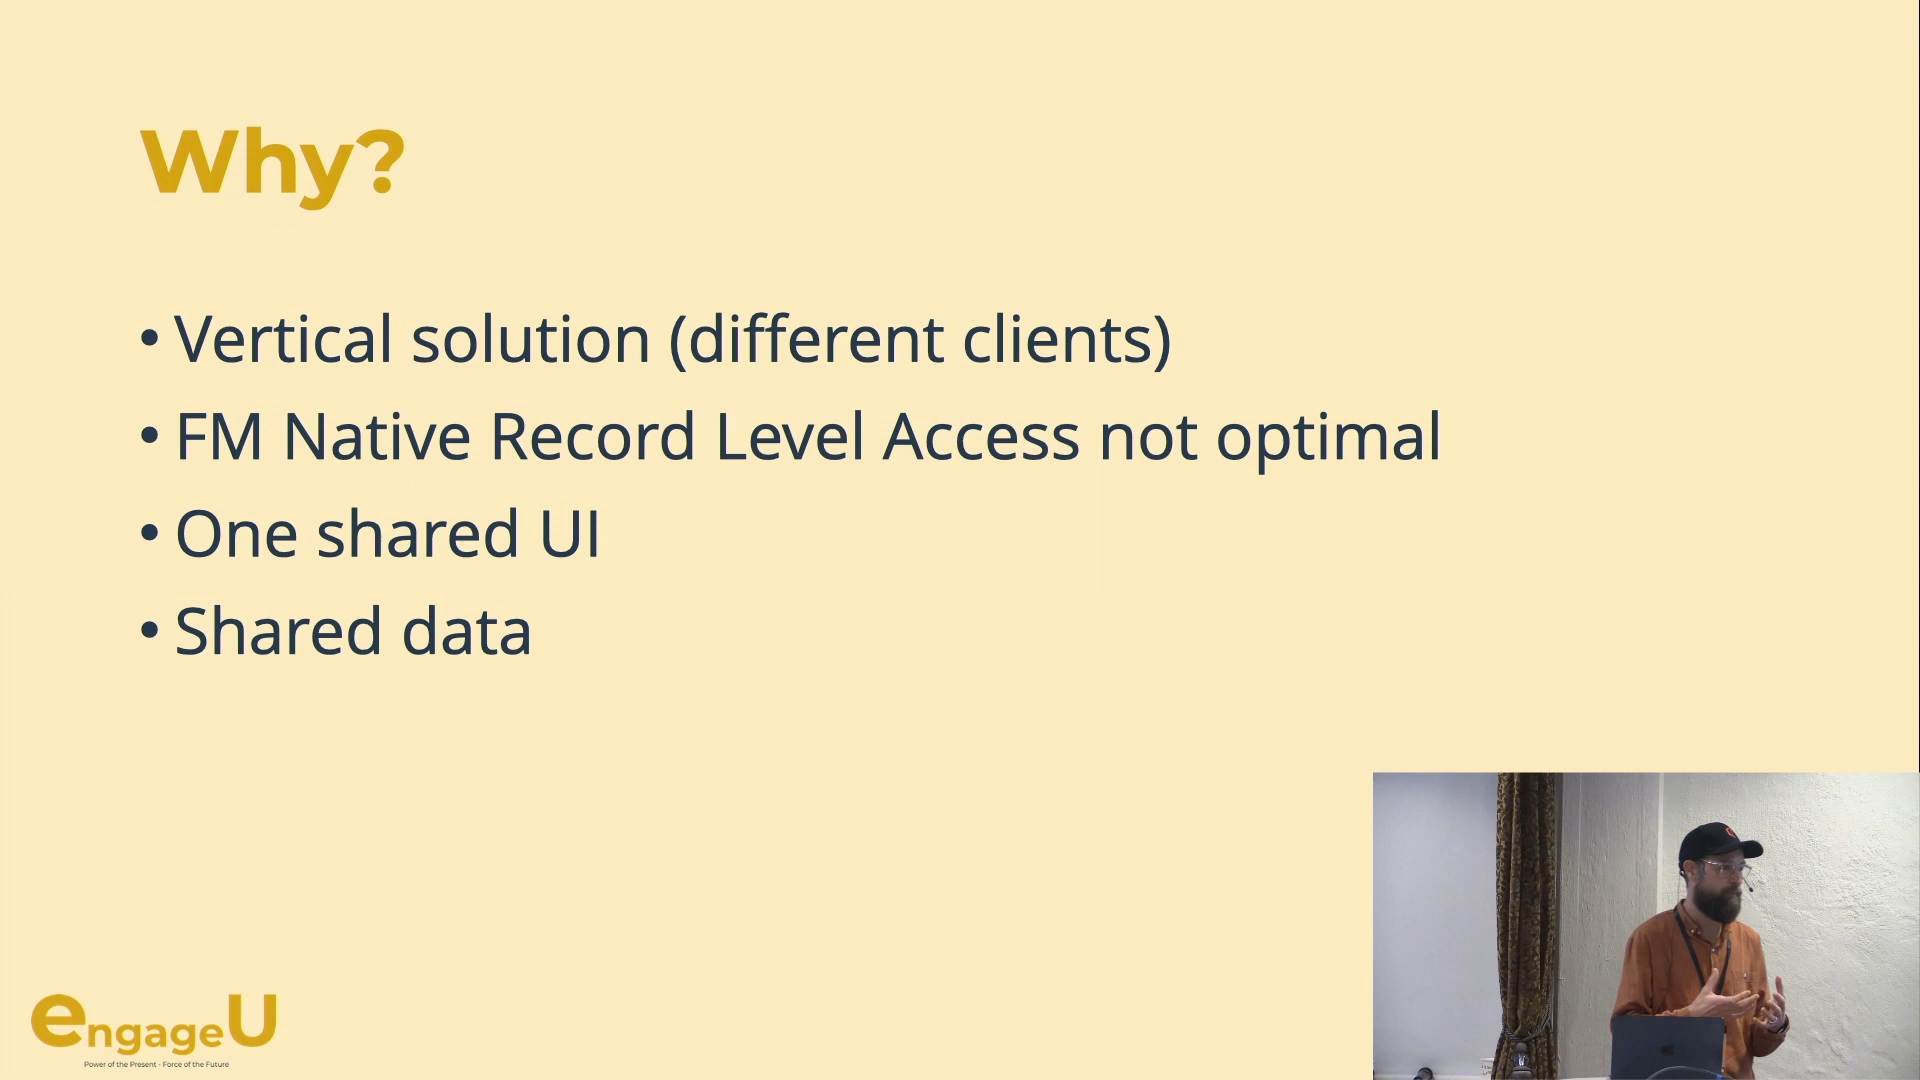 Why?
• Vertical solution (different clients)
• FM Native Record Level Access not optimal
• One shared UI
• Shared data
engageU
Power of the Present - Force of the Future